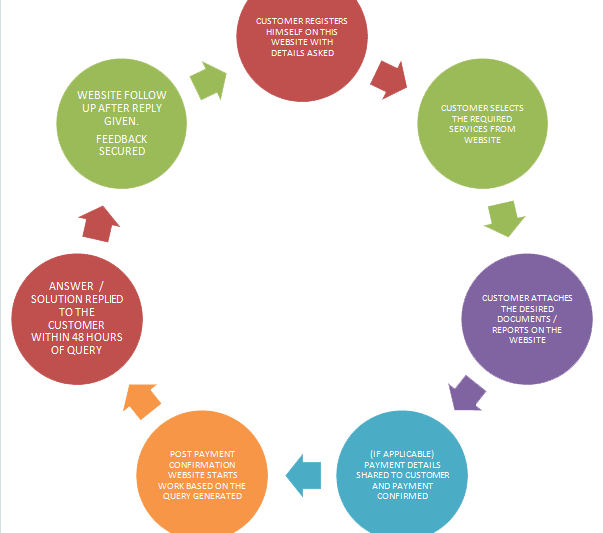 CUSTOMER REGISTERS
HIMSELF ON THIS
WEBSITE WITH
DETAILS ASKED
CUSTOMER SELECTS
THE REQUIRED
SERVICES FROM
WEBSITE
CUSTOMER ATTACHES
THE DESIRED
DOCUMENTS /
REPORTS ON THE
WEBSITE
(IF APPLICABLE)
PAYMENT DETAILS
SHARED TO CUSTOMER
AND PAYMENT
CONFIRMED
POST PAYMENT
CONFIRMATION
WEBSITE STARTS
WORK BASED ON THE
QUERY GENERATED
ANSWER /
SOLUTION REPLIED
TO THE
CUSTOMER
WITHIN 48 HOURS
OF QUERY
WEBSITE FOLLOW
UP AFTER REPLY
GIVEN.
FEEDBACK
SECURED